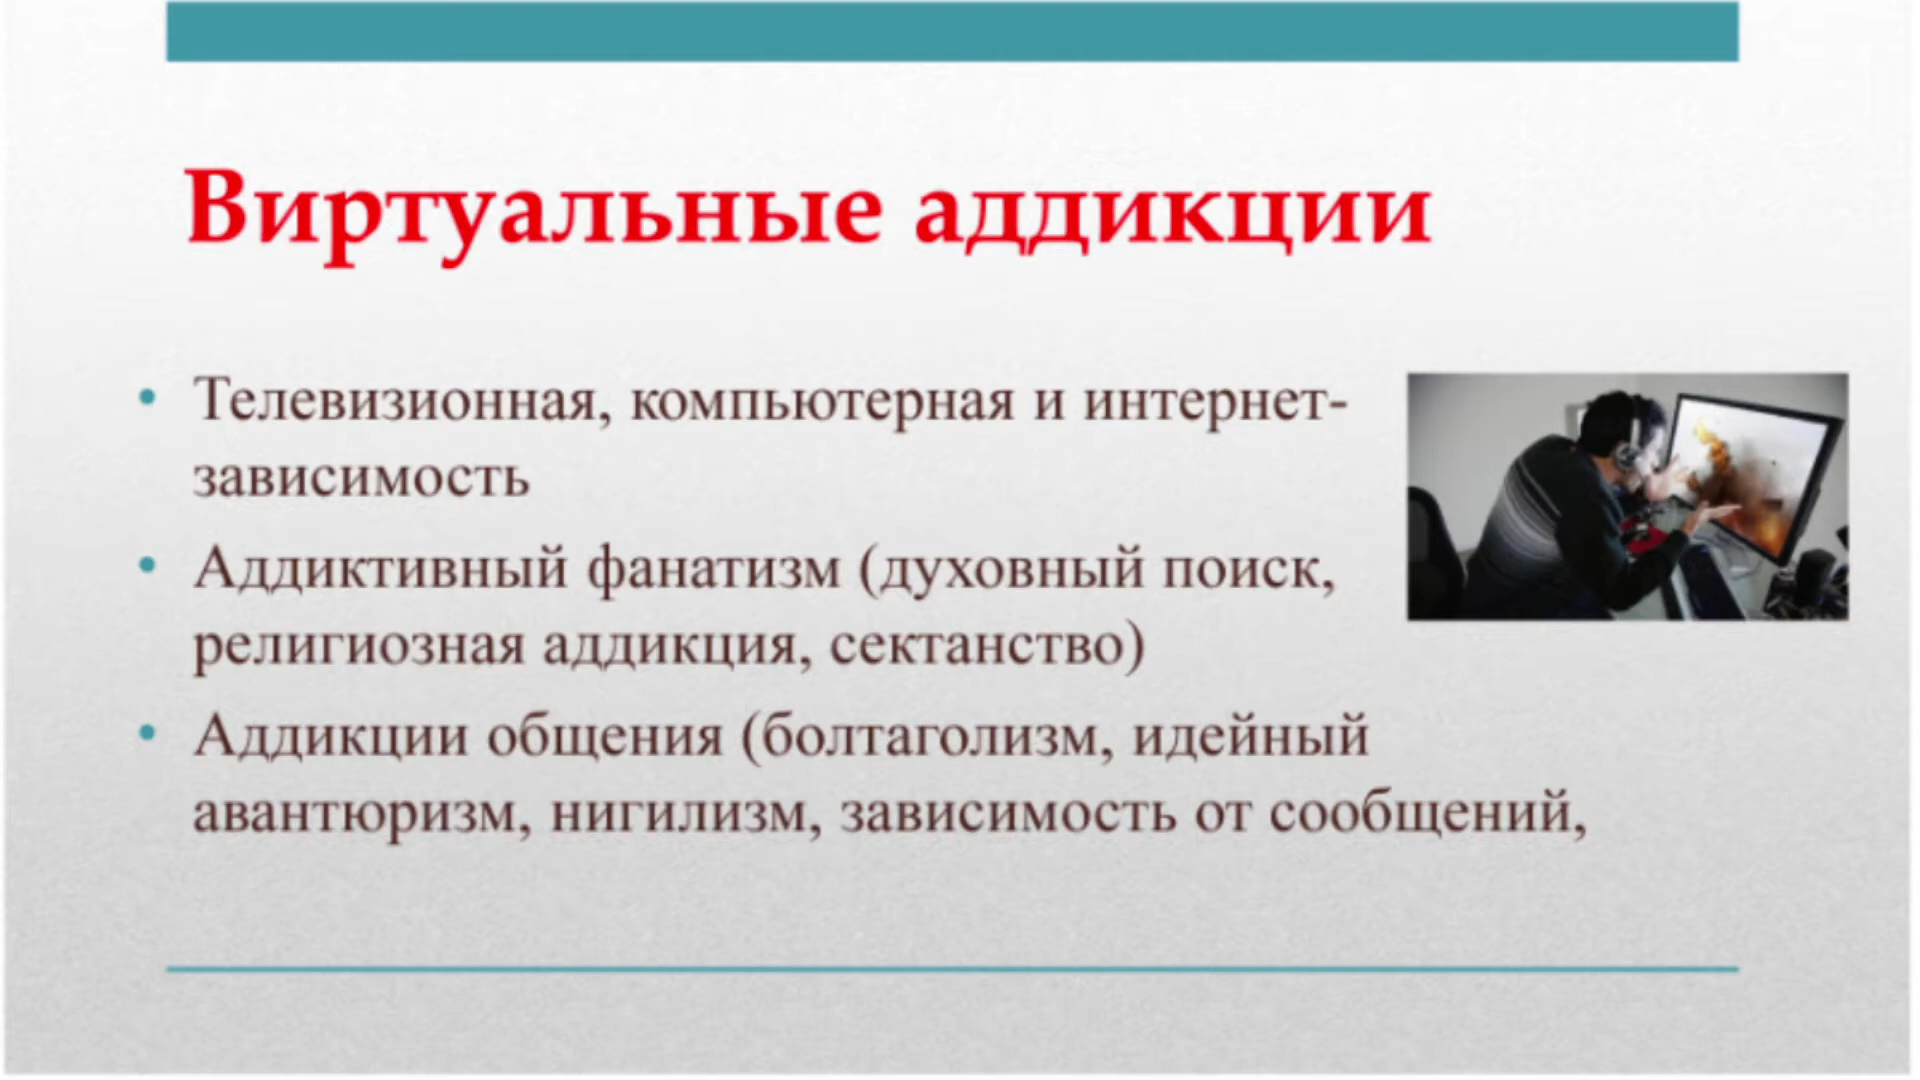 Виртуальные аддикции
Телевизионная, компьютерная и интернет-
зависимость
Аддиктивный фанатизм (духовный поиск,
религиозная аддикция, сектанство)
Аддикции общения (болтаголизм, идейный
авантюризм, нигилизм, зависимость от сообщений,